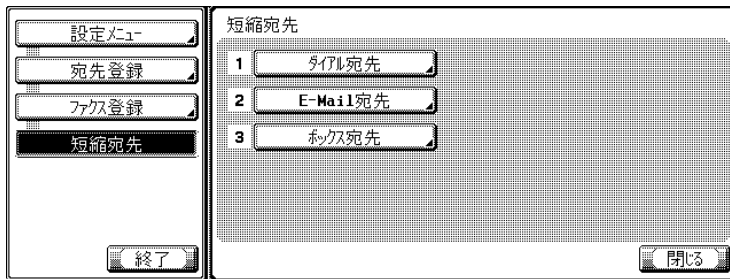 設定ﾒﾆｭｰ
宛先登録
ﾌｧｸｽ登録
短縮宛先
終了
短縮宛先
1 ﾀﾞｲｱﾙ宛先
2 E-Mail宛先
3 ﾎﾞｯｸｽ宛先
閉じる